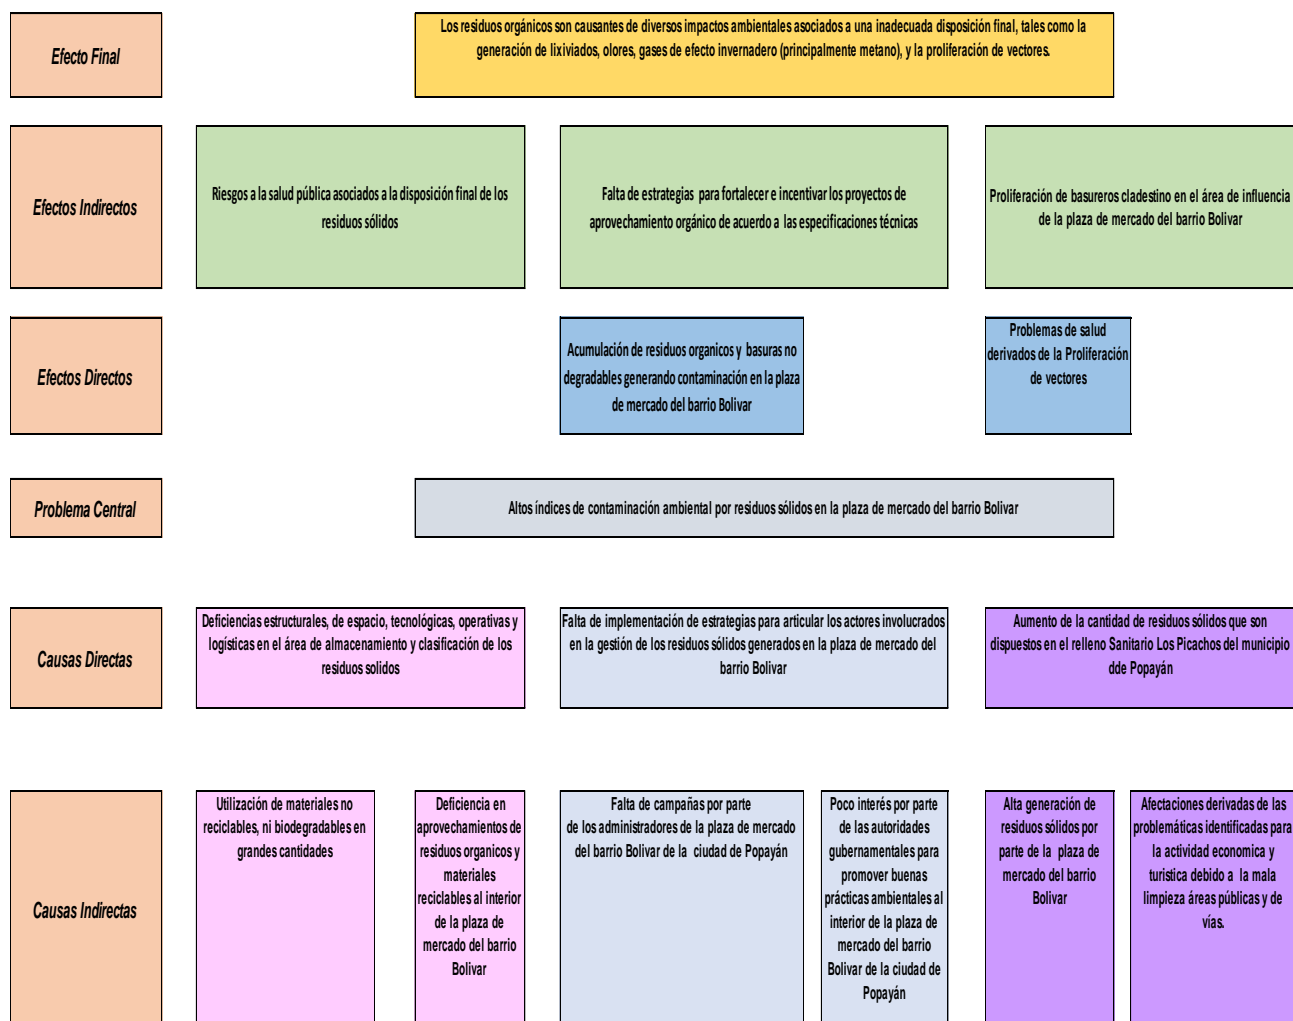 Efecto Final
Los residuos orgánicos son causantes de diversos impactos ambientales asociados a una inadecuada disposición final, tales como la
generación de lixiviados, olores, gases de efecto invernadero (principalmente metano), y la proliferación de vectores.
Efectos Indirectos
Riesgos a la salud pública asociados a la disposición final de los
residuos sólidos
Falta de estrategias para fortalecer e incentivar los proyectos de
aprovechamiento orgánico de acuerdo a las especificaciones técnicas
Proliferación de basureros cladestino en el área de influencia
de la plaza de mercado del barrio Bolivar
Efectos Directos
Acumulación de residuos organicos y basuras no
degradables generando contaminación en la plaza
de mercado del barrio Bolivar
Problemas de salud
derivados de la Proliferación
de vectores
Problema Central
Altos índices de contaminación ambiental por residuos sólidos en la plaza de mercado del barrio Bolivar
Causas Directas
Deficiencias estructurales, de espacio, tecnológicas, operativas y
logísticas en el área de almacenamiento y clasificación de los
residuos solidos
Falta de implementación de estrategias para articular los actores involucrados
en la gestión de los residuos sólidos generados en la plaza de mercado del
barrio Bolivar
Aumento de la cantidad de residuos sólidos que son
dispuestos en el relleno Sanitario Los Picachos del municipio
dde Popayán
Causas Indirectas
Utilización de materiales no
reciclables, ni biodegradables en
grandes cantidades
Deficiencia en
aprovechamientos de
residuos organicos y
materiales
reciclables al interior
de la plaza de
mercado del barrio
Bolivar
Falta de campañas por parte
de los administradores de la plaza de mercado
del barrio Bolivar de la ciudad de Popayán
Poco interés por parte
de las autoridades
gubernamentales para
promover buenas
prácticas ambientales al
interior de la plaza de
mercado del barrio
Bolivar de la ciudad de
Popayán
Alta generación de
residuos sólidos por
parte de la plaza de
mercado del barrio
Bolivar
Afectaciones derivadas de las
problemáticas identificadas para
la actividad economica y
turistica debido a la mala
limpieza áreas públicas y de
vías.